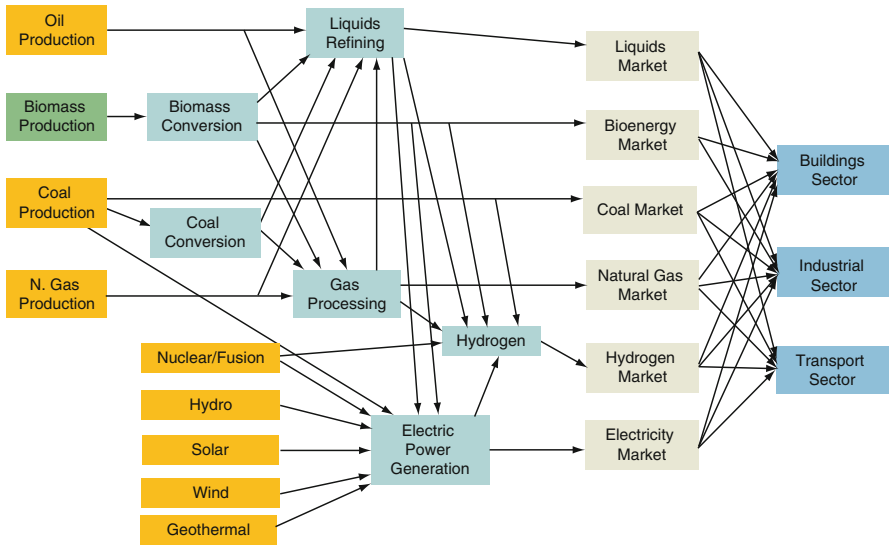 Oil
Production
Liquids
Refining
Liquids
Market
Biomass
Production
Biomass
Conversion
Bioenergy
Market
Buildings
Sector
Coal
Production
Coal
Conversion
Coal Market
N. Gas
Production
Gas
Processing
Natural Gas
Market
Industrial
Sector
Nuclear/Fusion
Hydrogen
Hydrogen
Market
Transport
Sector
Hydro
Solar
Wind
Geothermal
Electric
Power
Generation
Electricity
Market